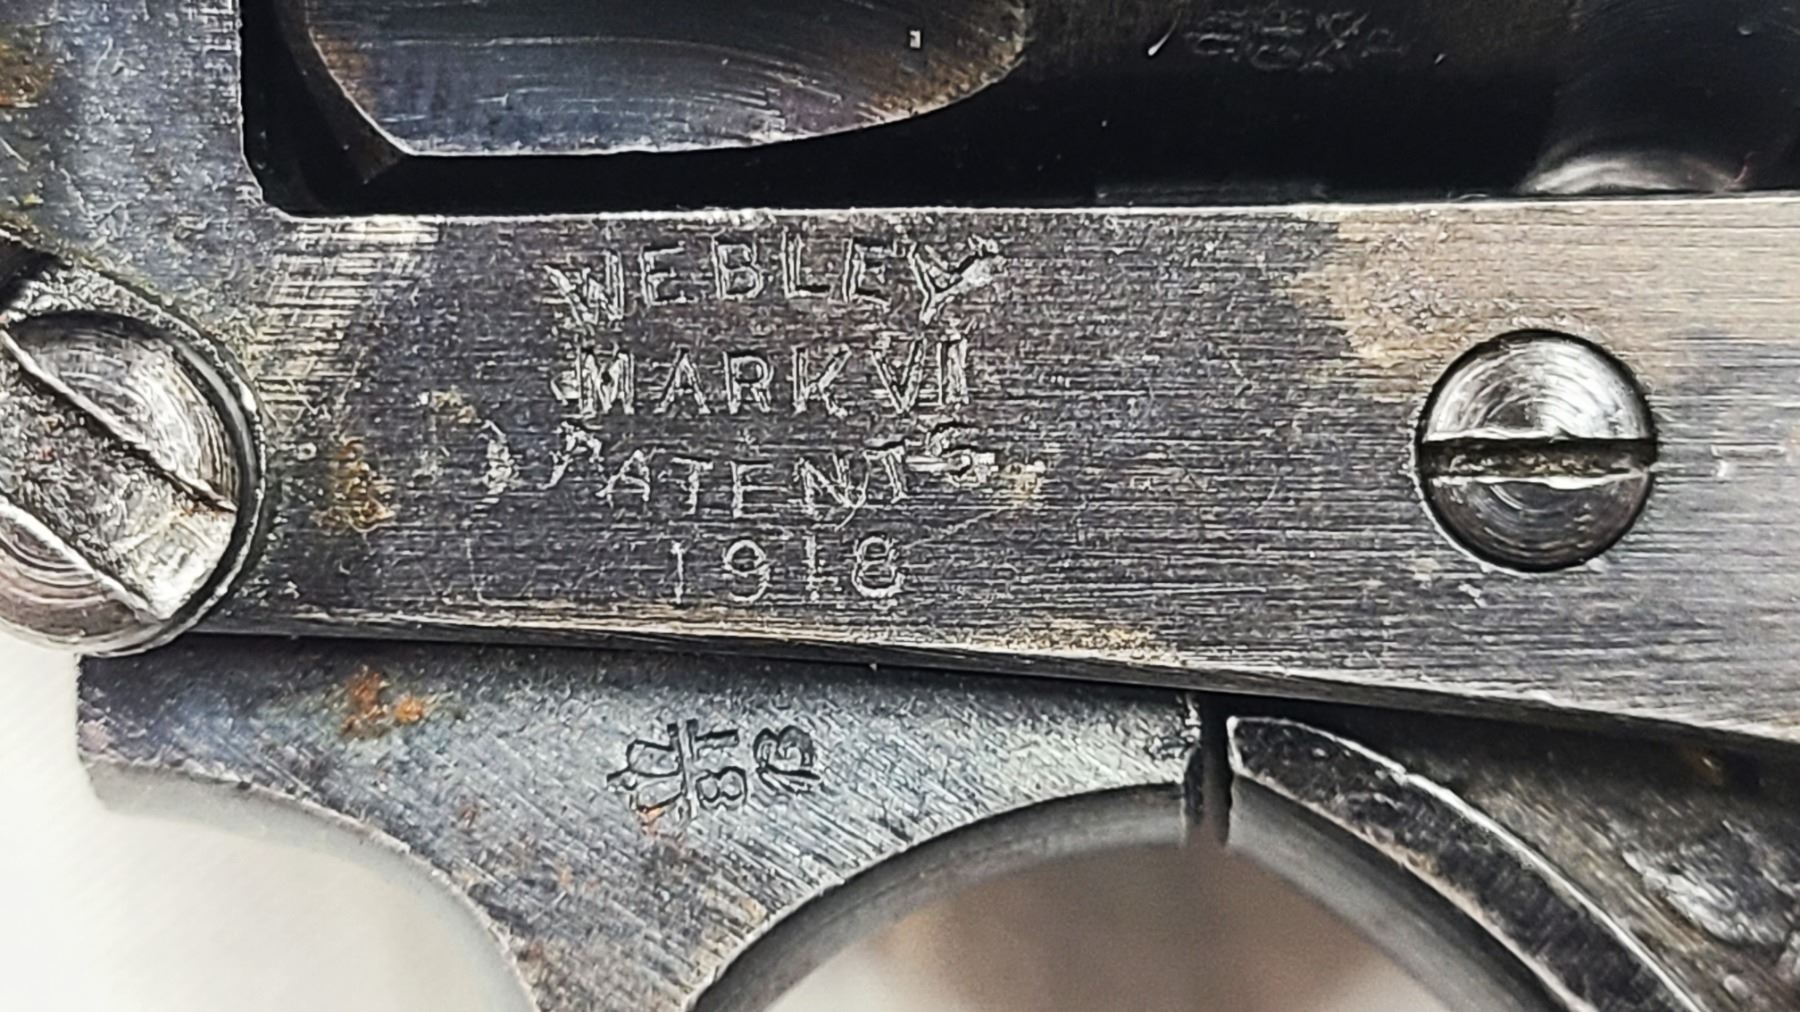 WEBLEY
MARK VI
PATENTS
1918